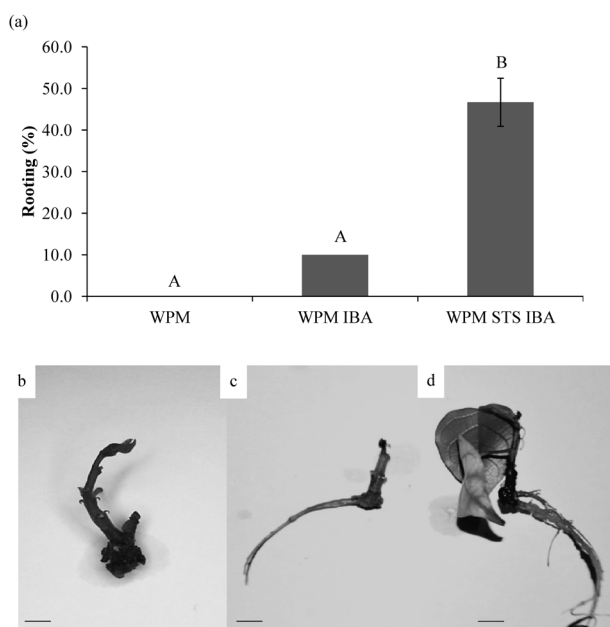 (a)
60.0
50.0
40.0
30.0
20.0
10.0
0.0
Rooting (%)
A
A
B
WPM
WPM IBA
WPM STS IBA
b
c
d